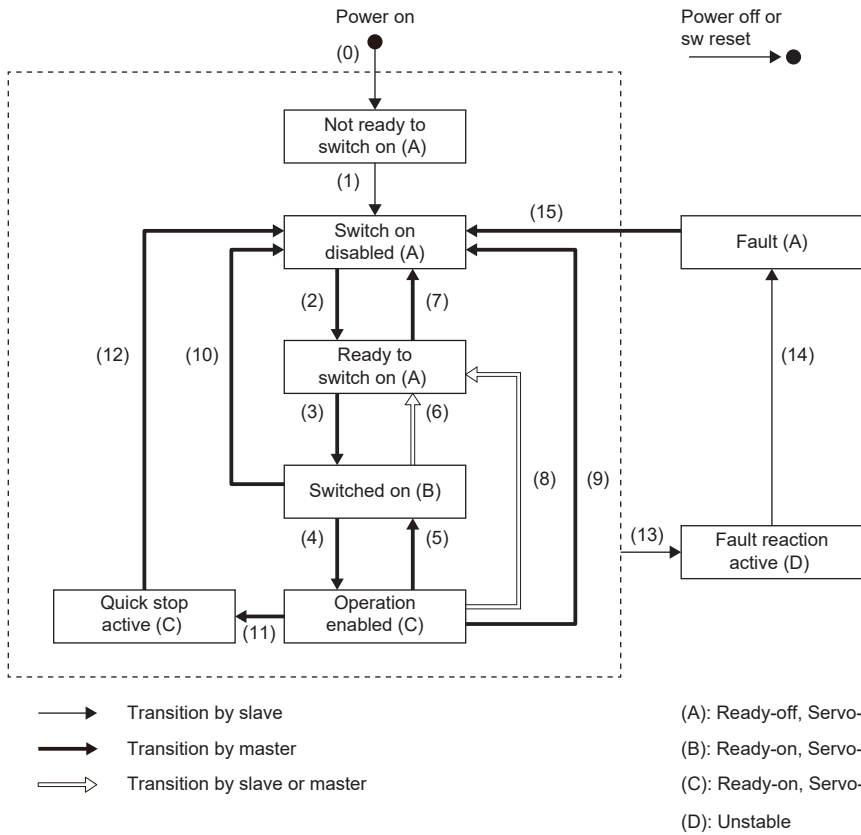 Power on
Power off or
sw reset
(0)
Not ready to
switch on (A)
(1)
(15)
Switch on
disabled (A)
Fault (A)
(2)
(7)
(12)
(10)
(14)
Ready to
switch on (A)
(3)
(6)
(8)
(9)
Switched on (B)
(4)
(5)
(13)
Fault reaction
active (D)
Quick stop
active (C)
(11)
Operation
enabled (C)
Transition by slave
Transition by master
Transition by slave or master
(A): Ready-off, Servo-
(B): Ready-on, Servo-
(C): Ready-on, Servo-
(D): Unstable